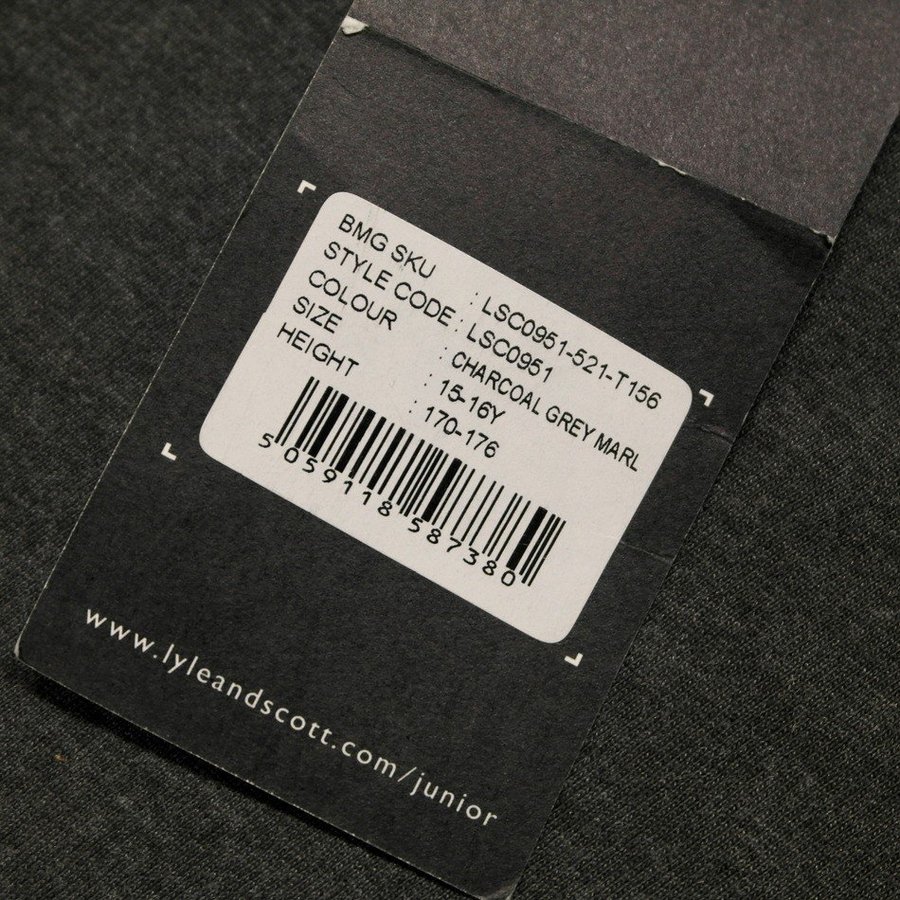 BMG SKU : LSC0951-521-T156
STYLE CODE : LSC0951
COLOUR : CHARCOAL GREY MARL
SIZE : 15-16Y
HEIGHT : 170-176
5 059118 587380
www.lyleandscott.com/junior